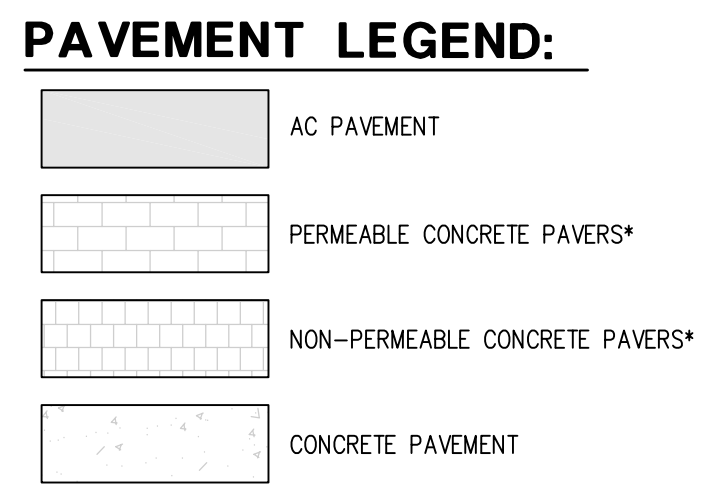 PAVEMENT LEGEND:
AC PAVEMENT
PERMEABLE CONCRETE PAVERS*
NON-PERMEABLE CONCRETE PAVERS*
CONCRETE PAVEMENT